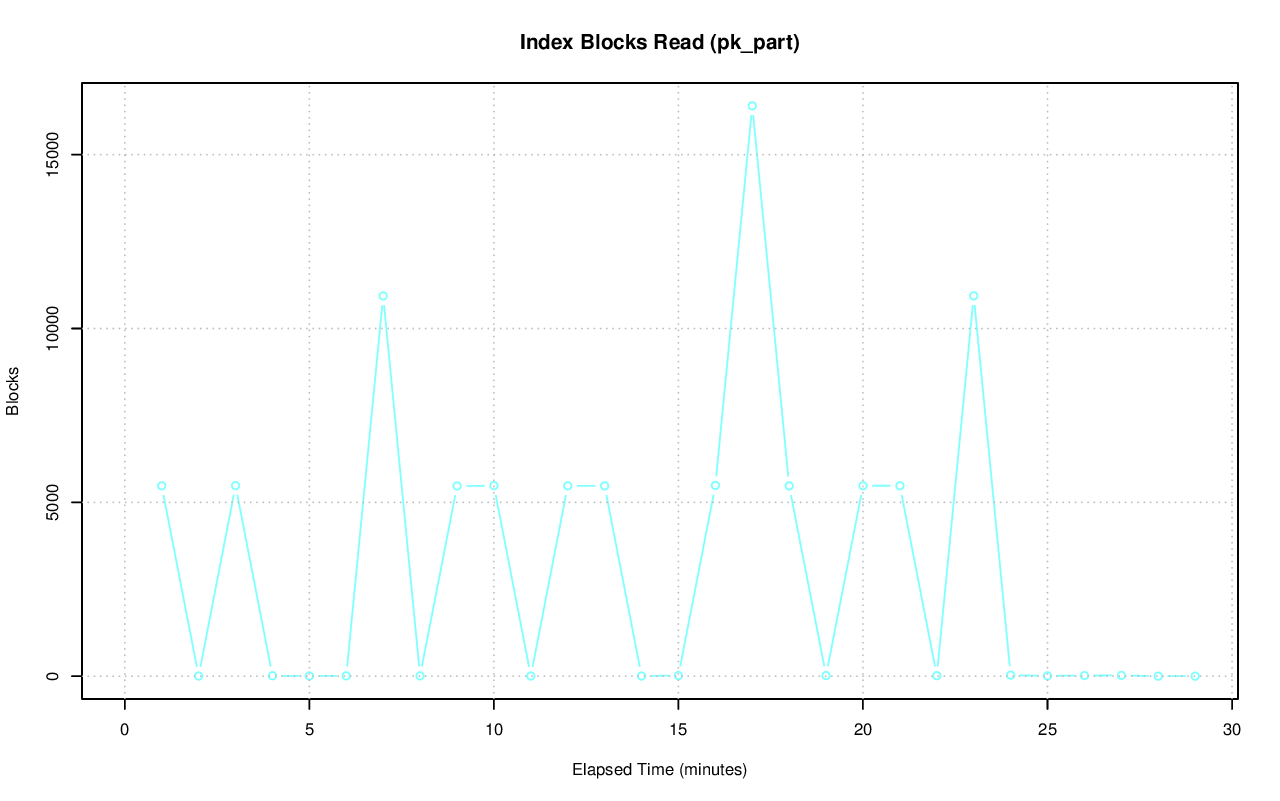 Index Blocks Read (pk_part)
Blocks
15000
10000
5000
0
0 5 10 15 20 25 30
Elapsed Time (minutes)